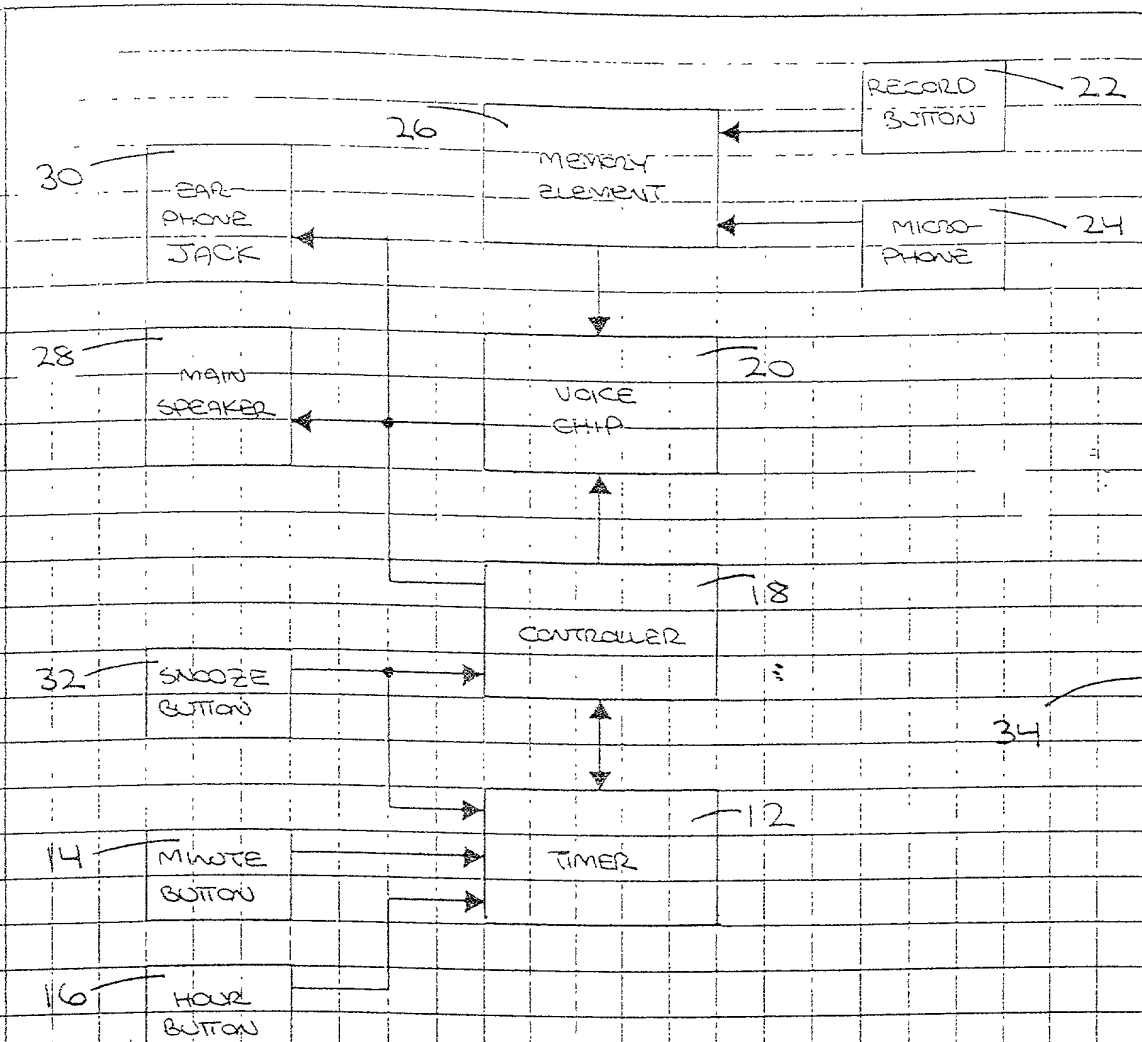 RECORD
BUTTON
22
26
MEMORY
ELEMENT
30
EAR-
PHONE
JACK
MICRO-
PHONE
24
28
MAIN
SPEAKER
VOICE
CHIP
20
18
CONTROLLER
32
SNOOZE
BUTTON
34
12
14
MINUTE
BUTTON
TIMER
16
HOUR
BUTTON